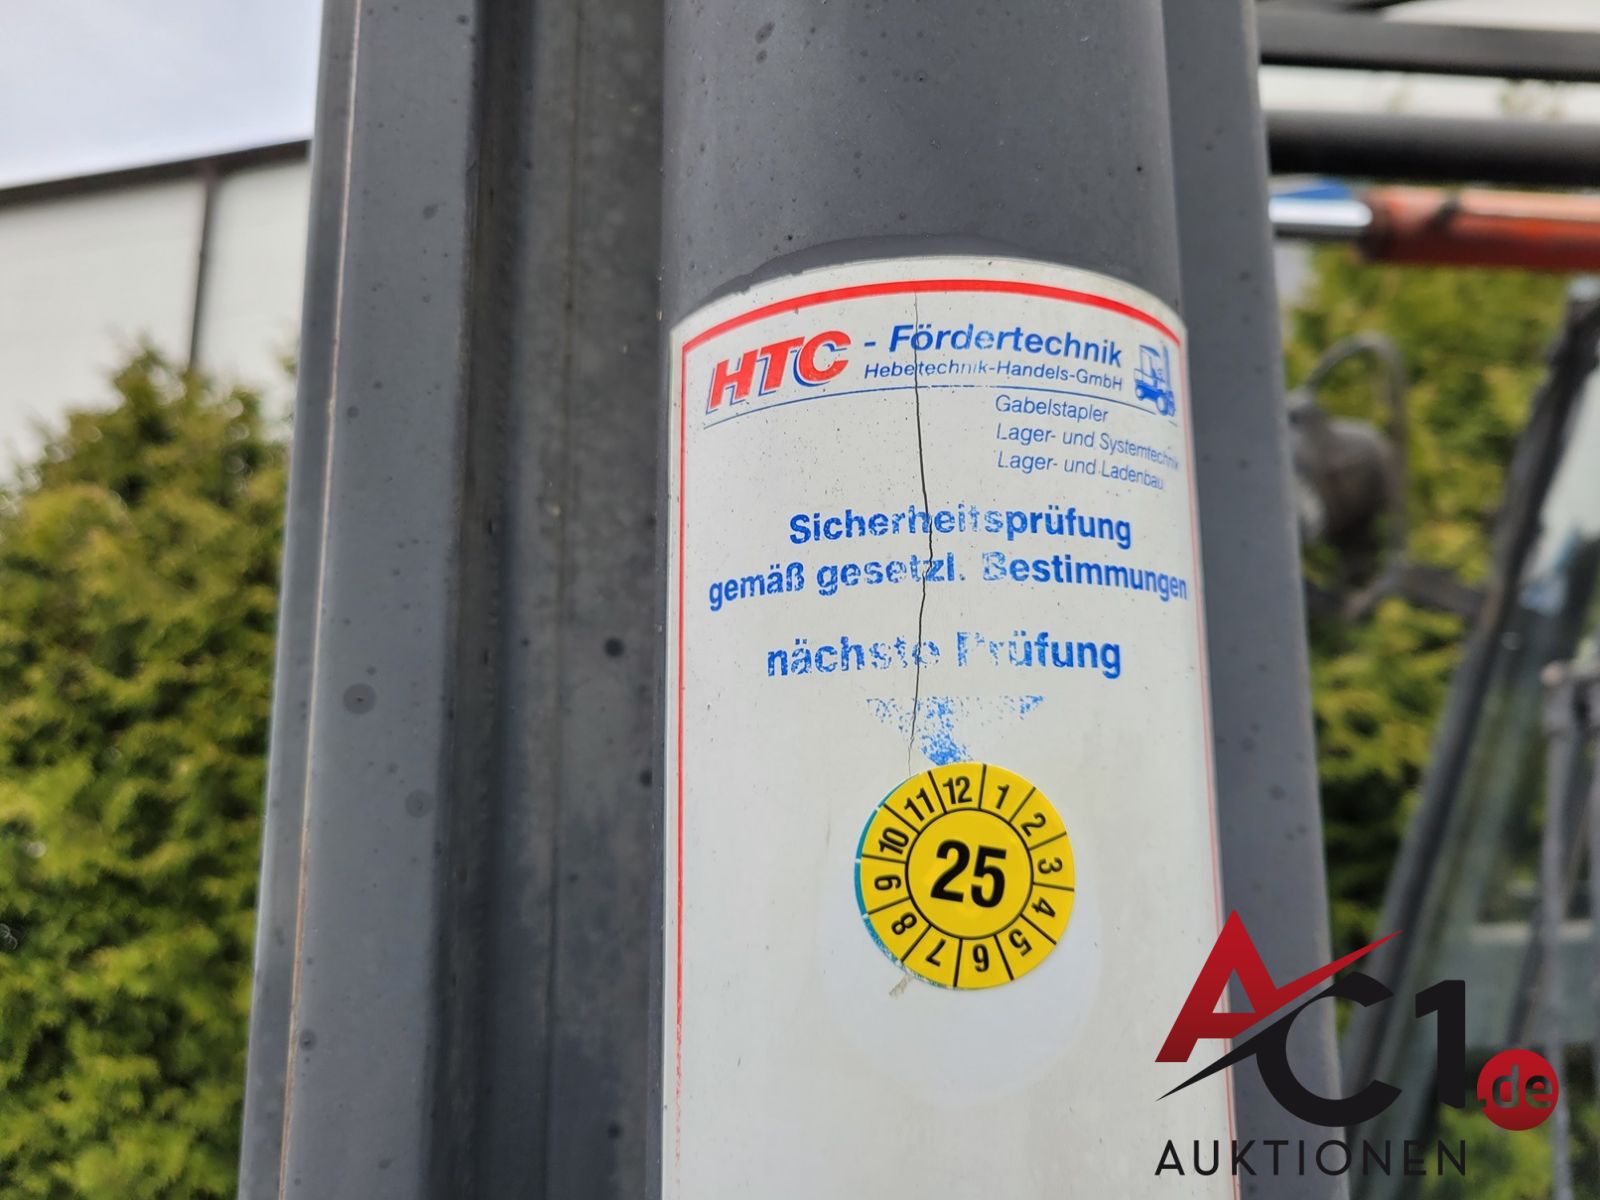 HTC - Fördertechnik
Hebetechnik-Handels-GmbH
Gabelstapler
Lager- und Systemtechnik
Lager- und Ladenbau
Sicherheitsprüfung
gemäß gesetzl. Bestimmungen
nächste Prüfung
12 1 2 3 4 5 6 7 8 9 10 11
25
AC1.de
AUKTIONEN